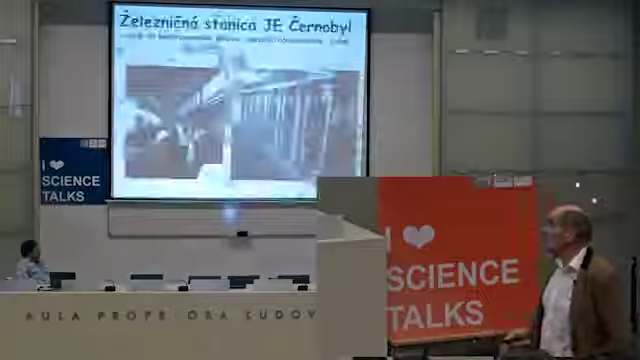 Železničná stanica JE Černobyl
I ❤
SCIENCE
TALKS
I ❤
SCIENCE
TALKS
AULA PROFESORA ĽUDOV